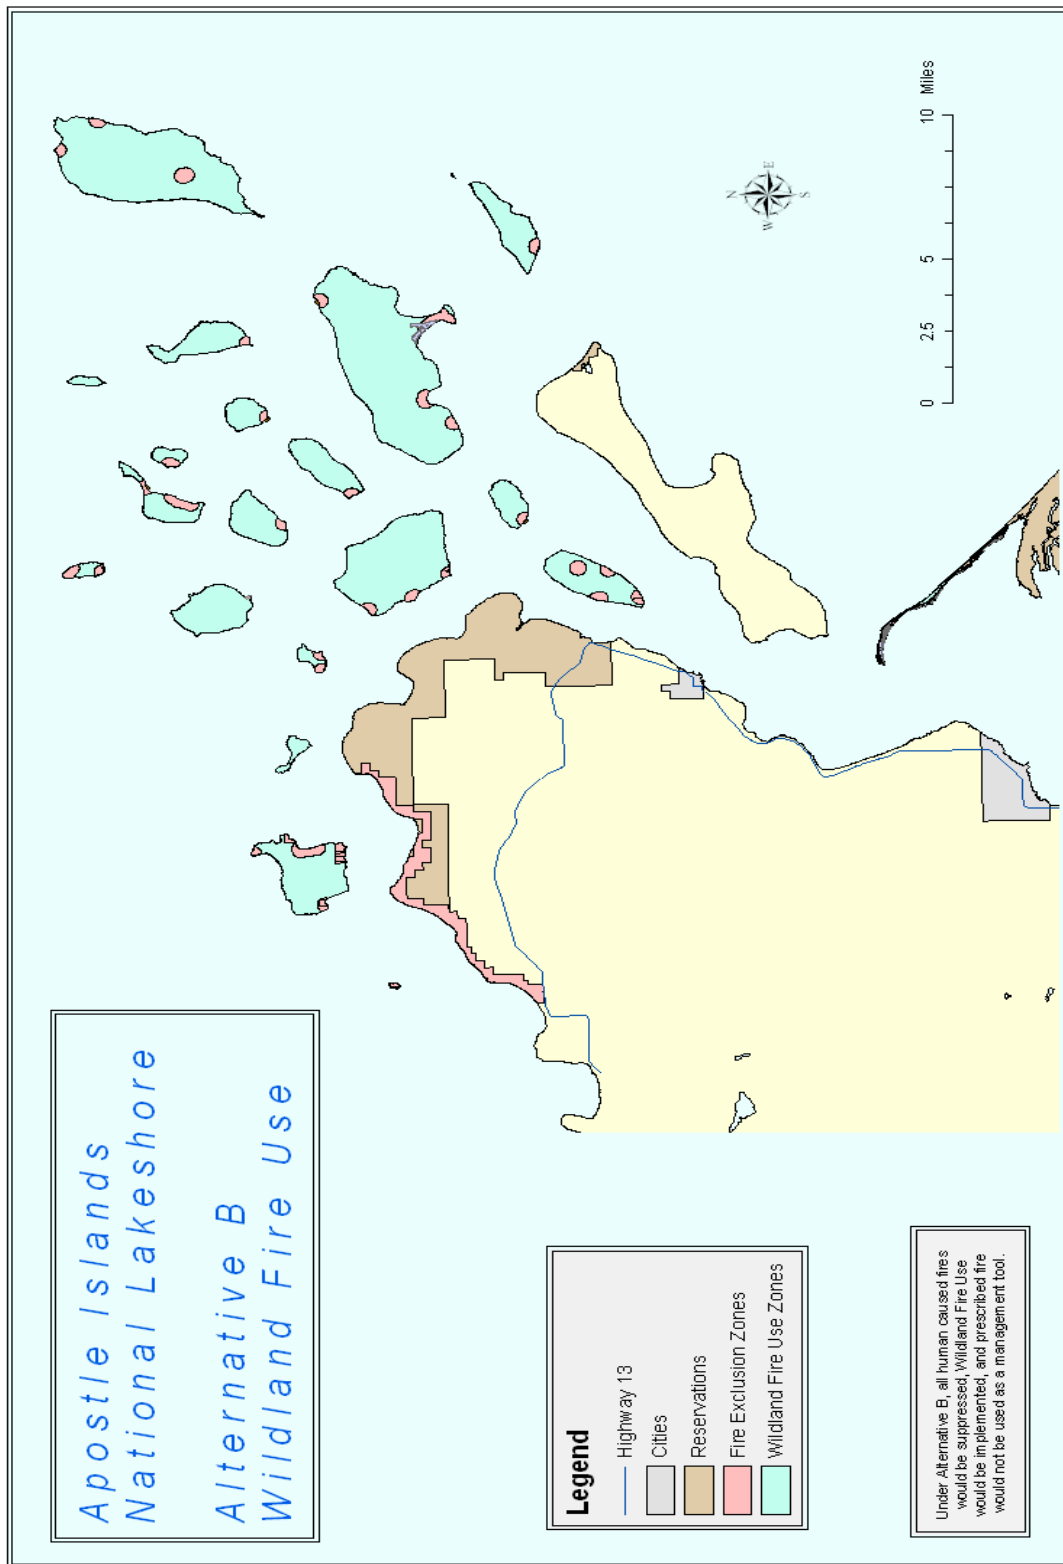 Apostle Islands
National Lakeshore
Alternative B
Wildland Fire Use
Legend
Highway 13
Cities
Reservations
Fire Exclusion Zones
Wildland Fire Use Zones
Under Alternative B, all human caused fires
would be suppressed, Wildland Fire Use
would be implemented, and prescribed fire
would not be used as a management tool.
N
W E
S
0 2.5 5 10 Miles